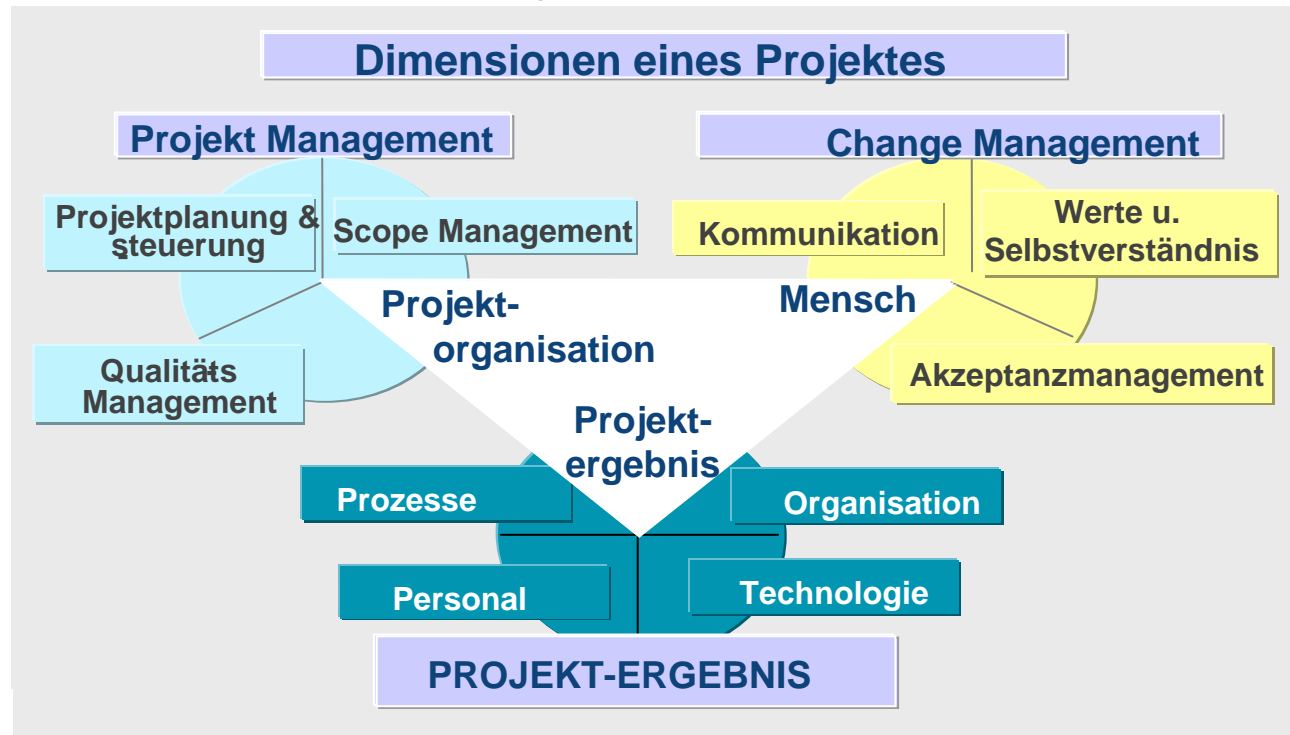 Dimensionen eines Projektes
Projekt Management
Change Management
Projektplanung &
-steuerung
Scope Management
Kommunikation
Werte u.
Selbstverständnis
Projekt-
organisation
Mensch
Qualitäts-
Management
Akzeptanzmanagement
Projekt-
ergebnis
Prozesse
Organisation
Personal
Technologie
PROJEKT-ERGEBNIS